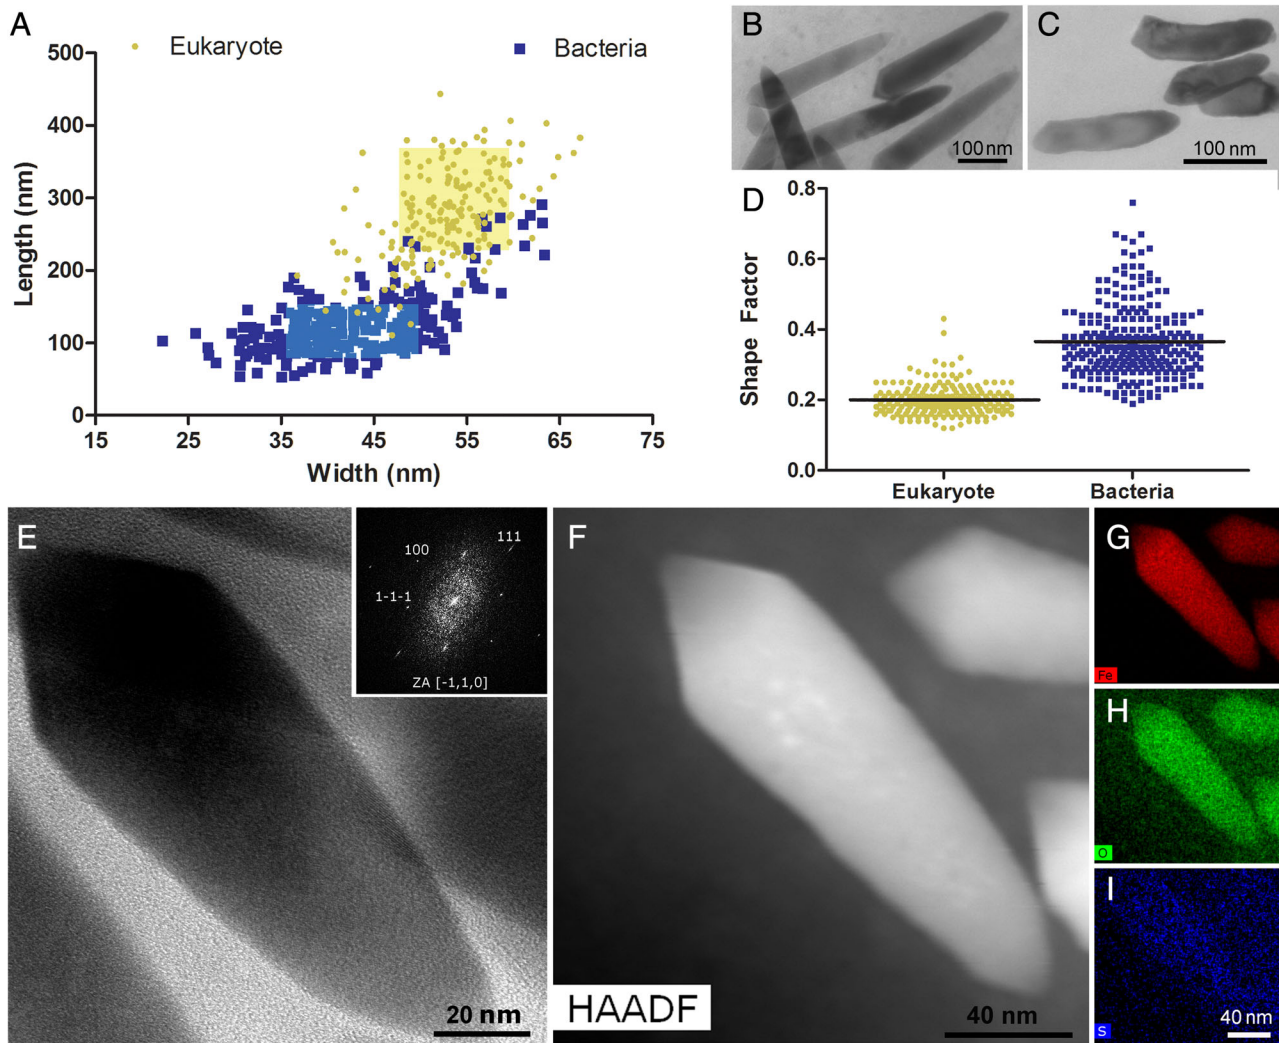 A
Eukaryote
Bacteria
500
400
300
200
100
0
Length (nm)
15 25 35 45 55 65 75
Width (nm)
B
100 nm
C
100 nm
D
0.8
0.6
0.4
0.2
0.0
Shape Factor
Eukaryote Bacteria
E
100
111
1-1-1
ZA [-1,1,0]
20 nm
F
HAADF
40 nm
G
Fe
H
O
I
S
40 nm